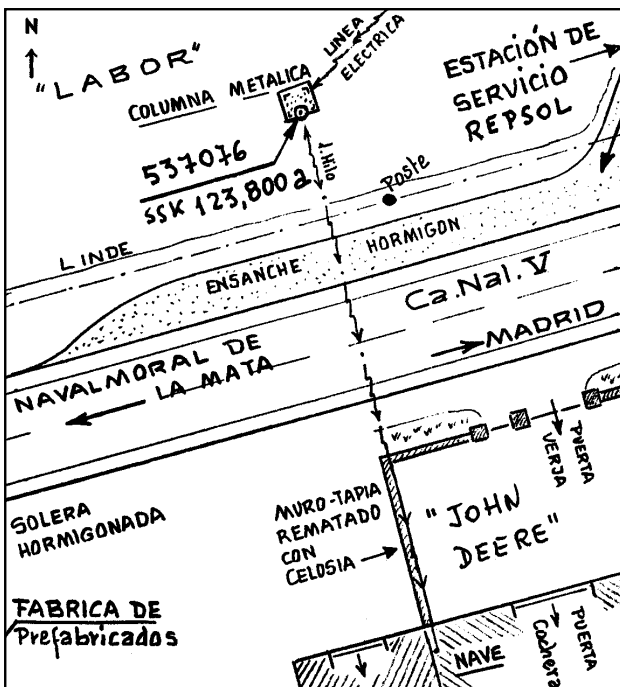 N
"LABOR"
LINEA
ELECTRICA
COLUMNA METALICA
ESTACIÓN DE
SERVICIO
REPSOL
537076
SSK 123,800a
1. Hilo
Poste
LINDE
ENSANCHE HORMIGON
Ca.Nal.V
MADRID
NAVALMORAL DE
LA MATA
PUERTA
VERJA
SOLERA
HORMIGONADA
MURO-TAPIA
REMATADO
CON
CELOSIA
"JOHN
DEERE"
FABRICA DE
Prefabricados
NAVE
PUERTA
Cochera